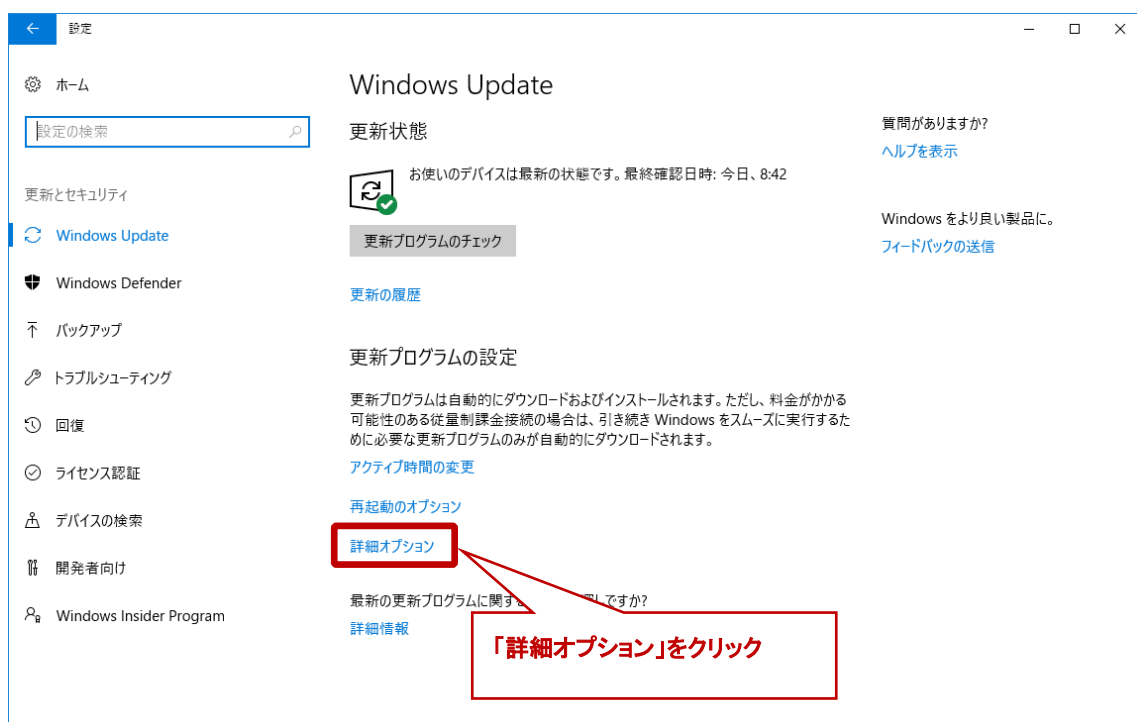 設定
ホーム
設定の検索
更新とセキュリティ
Windows Update
Windows Defender
バックアップ
トラブルシューティング
回復
ライセンス認証
デバイスの検索
開発者向け
Windows Insider Program
Windows Update
更新状態
お使いのデバイスは最新の状態です。最終確認日時: 今日、8:42
更新プログラムのチェック
更新の履歴
更新プログラムの設定
更新プログラムは自動的にダウンロードおよびインストールされます。ただし、料金がかかる
可能性のある従量制課金接続の場合は、引き続き Windows をスムーズに実行するた
めに必要な更新プログラムのみが自動的にダウンロードされます。
アクティブ時間の変更
再起動のオプション
詳細オプション
最新の更新プログラムに関す ですか?
詳細情報
「詳細オプション」をクリック
質問がありますか?
ヘルプを表示
Windows をより良い製品に。
フィードバックの送信